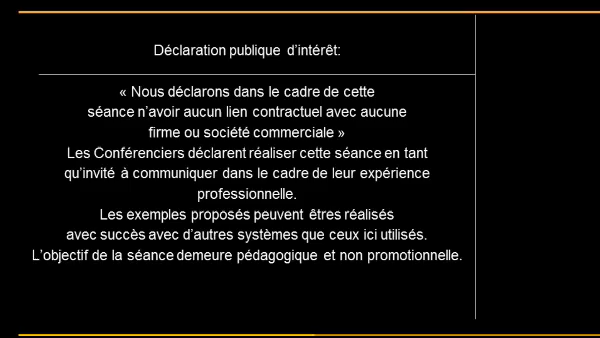 Déclaration publique d’intérêt:
« Nous déclarons dans le cadre de cette
séance n’avoir aucun lien contractuel avec aucune
firme ou société commerciale »
Les Conférenciers déclarent réaliser cette séance en tant
qu’invité à communiquer dans le cadre de leur expérience
professionnelle.
Les exemples proposés peuvent êtres réalisés
avec succès avec d’autres systèmes que ceux ici utilisés.
L’objectif de la séance demeure pédagogique et non promotionnelle.